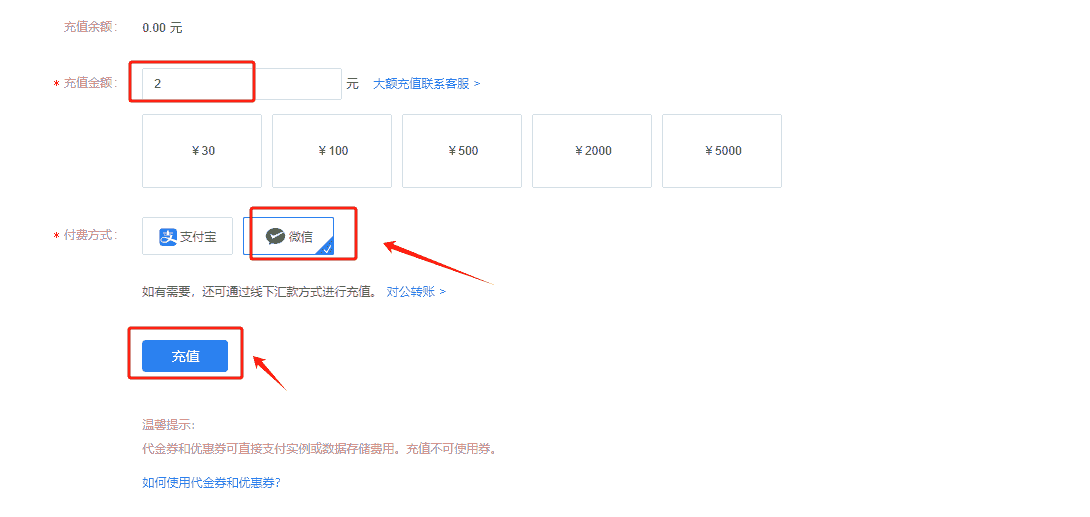 充值余额： 0.00 元
* 充值金额： 2 元 大额充值联系客服 >
¥30 ¥100 ¥500 ¥2000 ¥5000
* 付费方式： 支付宝 微信
如有需要，还可通过线下汇款方式进行充值。 对公转账 >
充值
温馨提示：
代金券和优惠券可直接支付实例或数据存储费用。充值不可使用券。
如何使用代金券和优惠券?